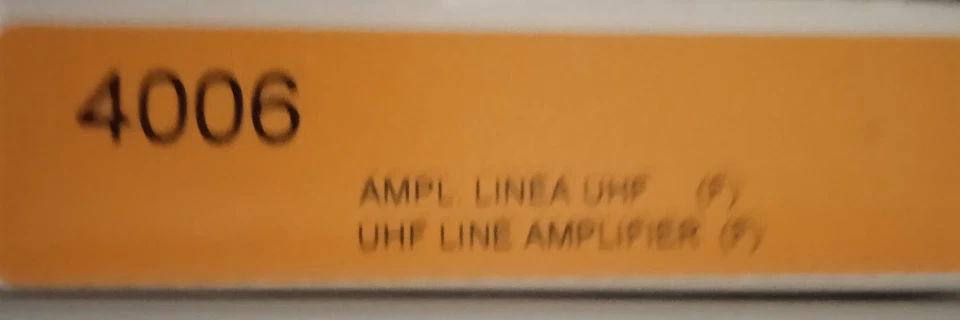 4006
AMPL. LINEA UHF (F)
UHF LINE AMPLIFIER (F)